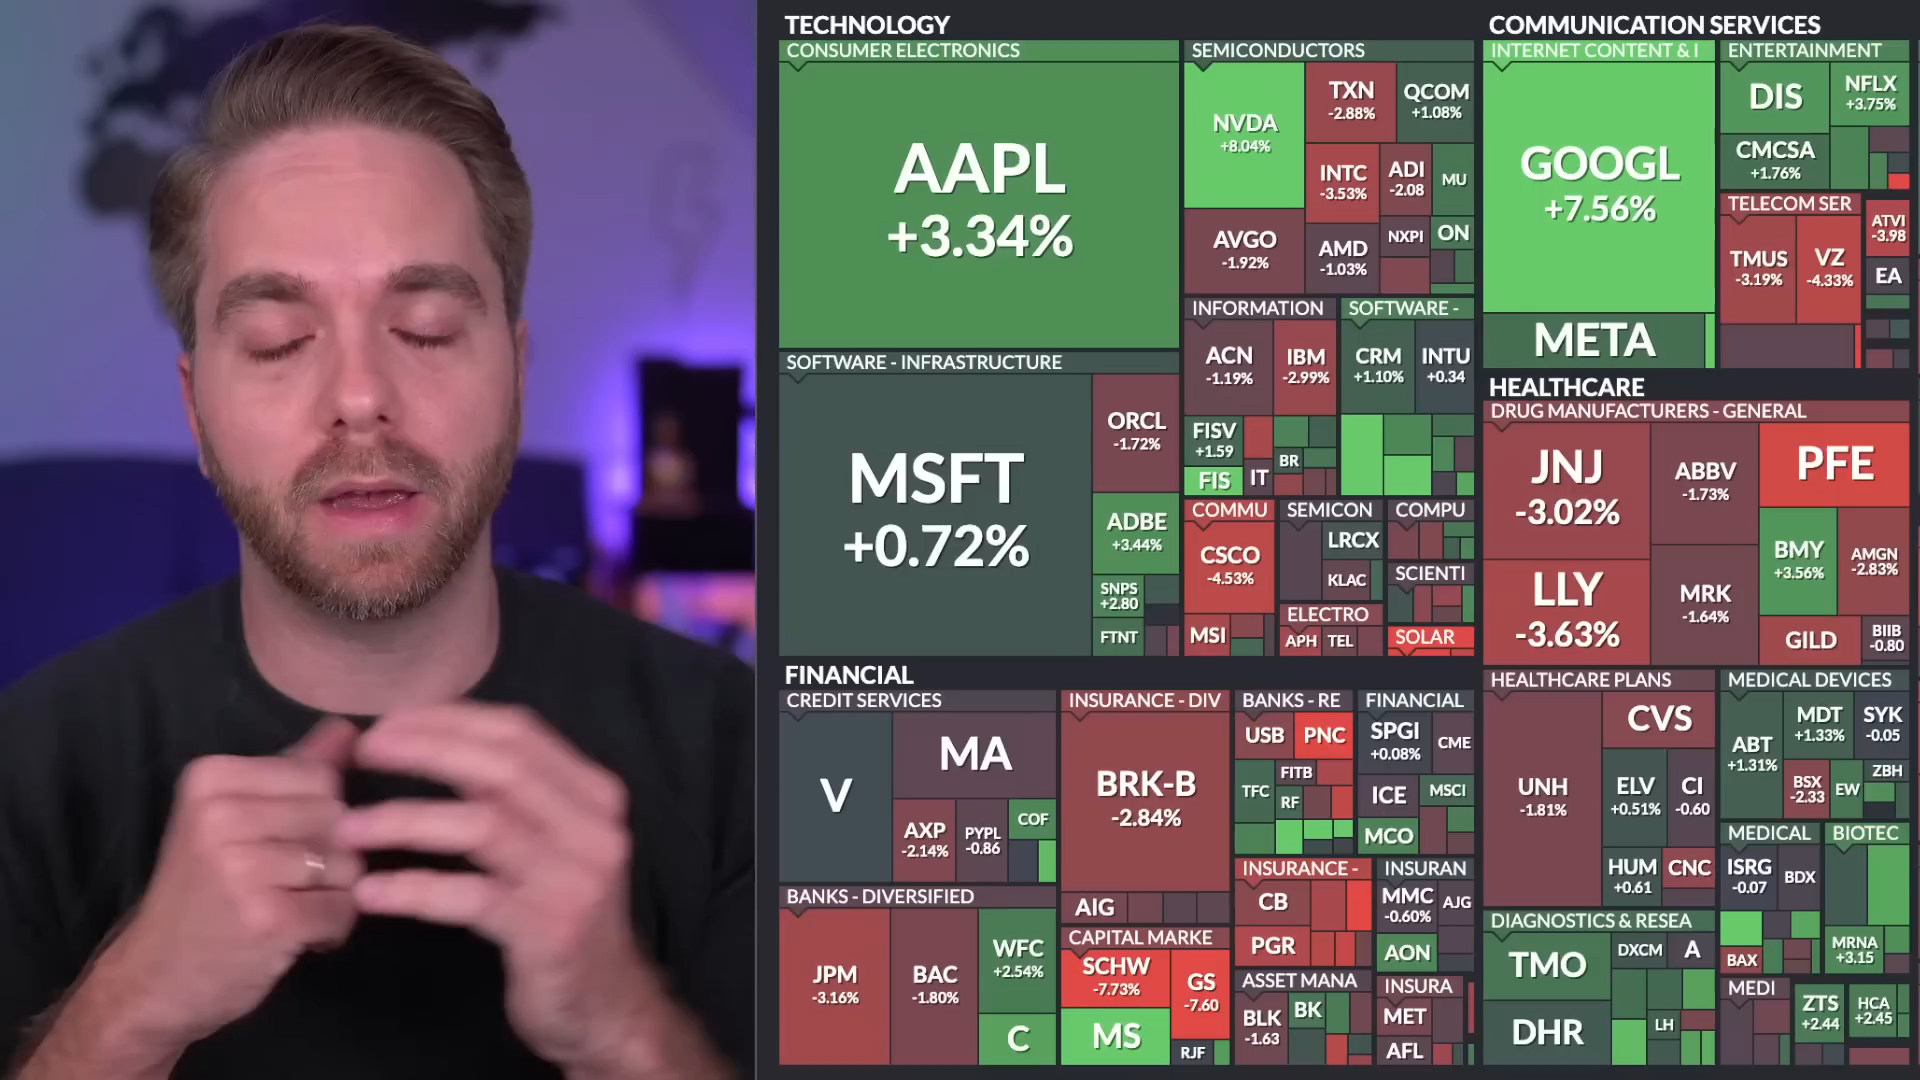 TECHNOLOGY
CONSUMER ELECTRONICS
AAPL
+3.34%
SEMICONDUCTORS
NVDA
+8.04%
TXN
-2.88%
QCOM
+1.08%
INTC
-3.53%
ADI
-2.08
MU
AVGO
-1.92%
AMD
-1.03%
NXPI
ON
SOFTWARE - INFRASTRUCTURE
MSFT
+0.72%
ORCL
-1.72%
ADBE
+3.44%
SNPS
+2.80
FTNT
INFORMATION
ACN
-1.19%
IBM
-2.99%
FISV
+1.59
FIS
IT
BR
SOFTWARE -
CRM
+1.10%
INTU
+0.34
COMMU
CSCO
-4.53%
MSI
SEMICON
LRCX
KLAC
COMPU
SCIENTI
ELECTRO
APH
TEL
SOLAR
COMMUNICATION SERVICES
INTERNET CONTENT & I
GOOGL
+7.56%
META
ENTERTAINMENT
DIS
NFLX
+3.75%
CMCSA
+1.76%
TELECOM SER
TMUS
-3.19%
VZ
-4.33%
ATVI
-3.98
EA
HEALTHCARE
DRUG MANUFACTURERS - GENERAL
JNJ
-3.02%
ABBV
-1.73%
PFE
LLY
-3.63%
MRK
-1.64%
BMY
+3.56%
AMGN
-2.83%
GILD
BIIB
-0.80
HEALTHCARE PLANS
UNH
-1.81%
CVS
ELV
+0.51%
CI
-0.60
HUM
+0.61
CNC
MEDICAL DEVICES
ABT
+1.31%
MDT
+1.33%
SYK
-0.05
BSX
-2.33
EW
ZBH
MEDICAL
ISRG
-0.07
BDX
BAX
BIOTEC
MRNA
+3.15
DIAGNOSTICS & RESEA
TMO
DXCM
A
DHR
LH
MEDI
ZTS
+2.44
HCA
+2.45
FINANCIAL
CREDIT SERVICES
V
MA
AXP
-2.14%
PYPL
-0.86
COF
BANKS - DIVERSIFIED
JPM
-3.16%
BAC
-1.80%
WFC
+2.54%
C
INSURANCE - DIV
BRK-B
-2.84%
AIG
CAPITAL MARKE
SCHW
-7.73%
GS
-7.60
MS
RJF
BANKS - RE
USB
PNC
TFC
FITB
RF
FINANCIAL
SPGI
+0.08%
CME
ICE
MSCI
MCO
INSURANCE -
CB
PGR
INSURAN
MMC
-0.60%
AJG
AON
ASSET MANA
BLK
-1.63
BK
INSURA
MET
AFL